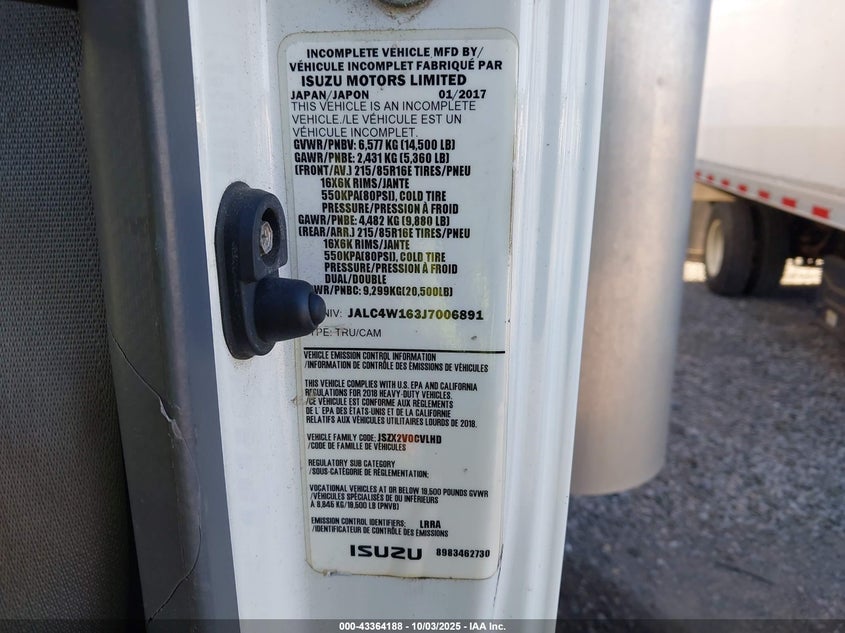 INCOMPLETE VEHICLE MFD BY/
VÉHICULE INCOMPLET FABRIQUÉ PAR
ISUZU MOTORS LIMITED
JAPAN/JAPON 01/2017
THIS VEHICLE IS AN INCOMPLETE
VEHICLE./LE VÉHICULE EST UN
VÉHICULE INCOMPLET.
GVWR/PNBV: 6,577 KG (14,500 LB)
GAWR/PNBE: 2,431 KG (5,360 LB)
(FRONT/AV.) 215/85R16E TIRES/PNEU
16X6K RIMS/JANTE
550KPA(80PSI), COLD TIRE
PRESSURE/PRESSION À FROID
GAWR/PNBE: 4,482 KG (9,880 LB)
(REAR/ARR.) 215/85R16E TIRES/PNEU
16X6K RIMS/JANTE
550KPA(80PSI), COLD TIRE
PRESSURE/PRESSION À FROID
DUAL/DOUBLE
WR/PNBC: 9,299KG(20,500LB)
NIV: JALC4W163J7006891
TYPE: TRU/CAM
VEHICLE EMISSION CONTROL INFORMATION
/INFORMATION DE CONTRÔLE DES ÉMISSIONS DE VÉHICULES
THIS VEHICLE COMPLIES WITH U.S. EPA AND CALIFORNIA
REGULATIONS FOR 2018 HEAVY-DUTY VEHICLES.
/CE VÉHICULE EST CONFORME AUX RÈGLEMENTS
DE L'EPA DES ÉTATS-UNIS ET DE LA CALIFORNIE
RELATIFS AUX VÉHICULES UTILITAIRES LOURDS DE 2018.
VEHICLE FAMILY CODE: JSZX2VOCVLHD
/CODE DE FAMILLE DE VÉHICULES
REGULATORY SUB CATEGORY
/SOUS-CATÉGORIE DE RÉGLEMENTATION:
VOCATIONAL VEHICLES AT OR BELOW 19,500 POUNDS GVWR
/VÉHICULES SPÉCIALISÉS DE OU INFÉRIEURS
À 8,845 KG/19,500 LB (PNVB)
EMISSION CONTROL IDENTIFIERS: LRRA
/IDENTIFICATEUR DE CONTRÔLE DES ÉMISSIONS
ISUZU 8983462730
000-43364188 - 10/03/2025 - IAA Inc.